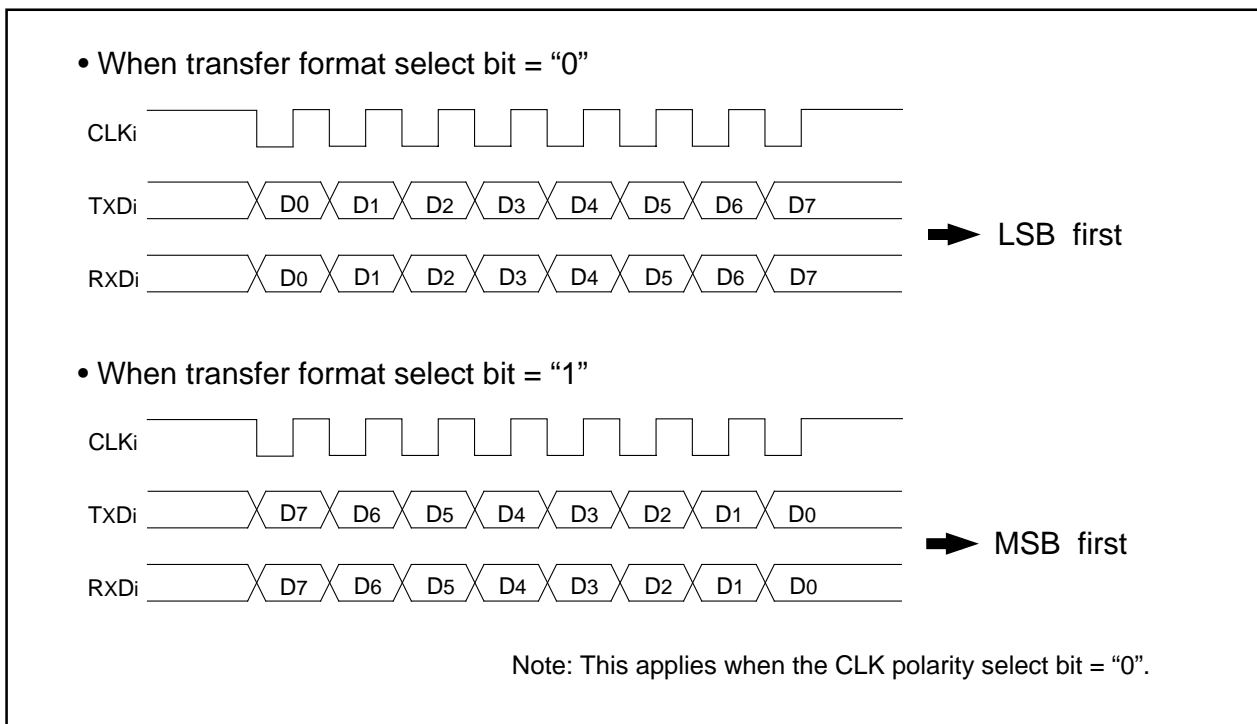 • When transfer format select bit = “0”
CLKi
TXDi D0 D1 D2 D3 D4 D5 D6 D7
RXDi D0 D1 D2 D3 D4 D5 D6 D7
LSB first
• When transfer format select bit = “1”
CLKi
TXDi D7 D6 D5 D4 D3 D2 D1 D0
RXDi D7 D6 D5 D4 D3 D2 D1 D0
MSB first
Note: This applies when the CLK polarity select bit = “0”.